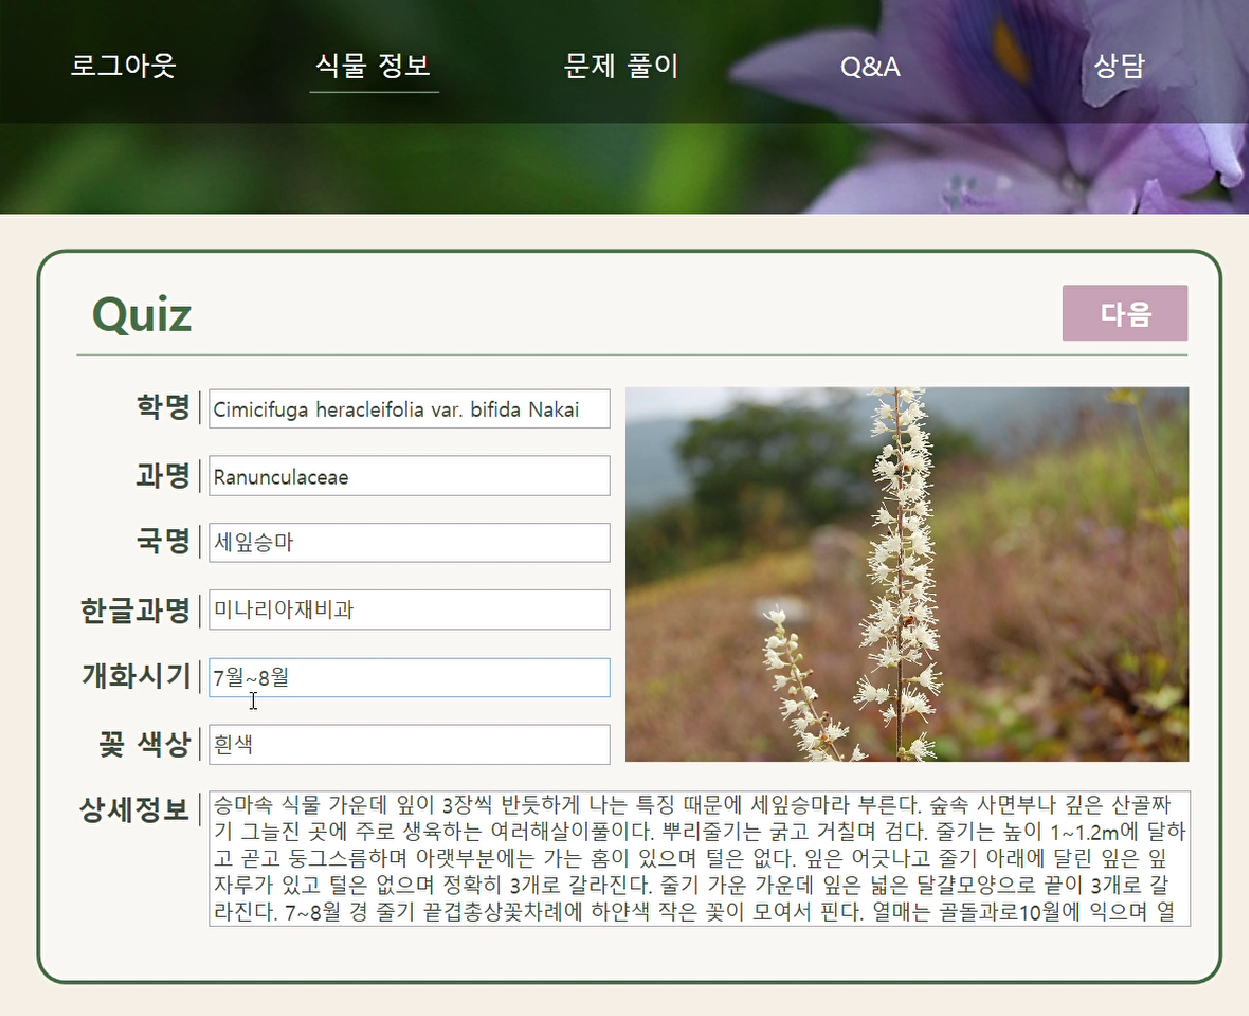 로그아웃 식물 정보 문제 풀이 Q&A 상담
Quiz 다음
학명 Cimicifuga heracleifolia var. bifida Nakai
과명 Ranunculaceae
국명 세잎승마
한글과명 미나리아재비과
개화시기 7월~8월
꽃 색상 흰색
상세정보 승마속 식물 가운데 잎이 3장씩 반듯하게 나는 특징 때문에 세잎승마라 부른다. 숲속 사면부나 깊은 산골짜
기 그늘진 곳에 주로 생육하는 여러해살이풀이다. 뿌리줄기는 굵고 거칠며 검다. 줄기는 높이 1~1.2m에 달하
고 곧고 둥그스름하며 아랫부분에는 가는 홈이 있으며 털은 없다. 잎은 어긋나고 줄기 아래에 달린 잎은 잎
자루가 있고 털은 없으며 정확히 3개로 갈라진다. 줄기 가운 가운데 잎은 넓은 달걀모양으로 끝이 3개로 갈
라진다. 7~8월 경 줄기 끝겹총상꽃차례에 하얀색 작은 꽃이 모여서 핀다. 열매는 골돌과로10월에 익으며 열